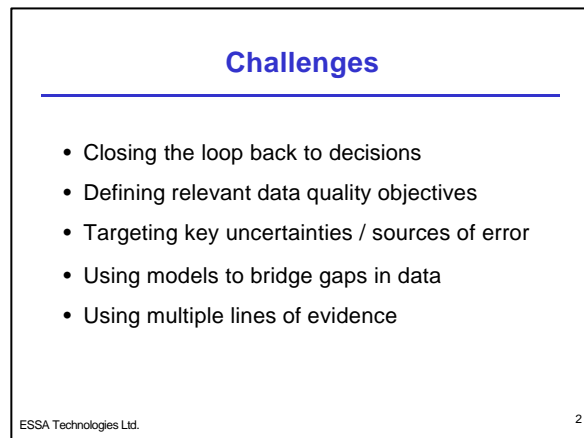 Challenges
• Closing the loop back to decisions
• Defining relevant data quality objectives
• Targeting key uncertainties / sources of error
• Using models to bridge gaps in data
• Using multiple lines of evidence
ESSA Technologies Ltd.
2